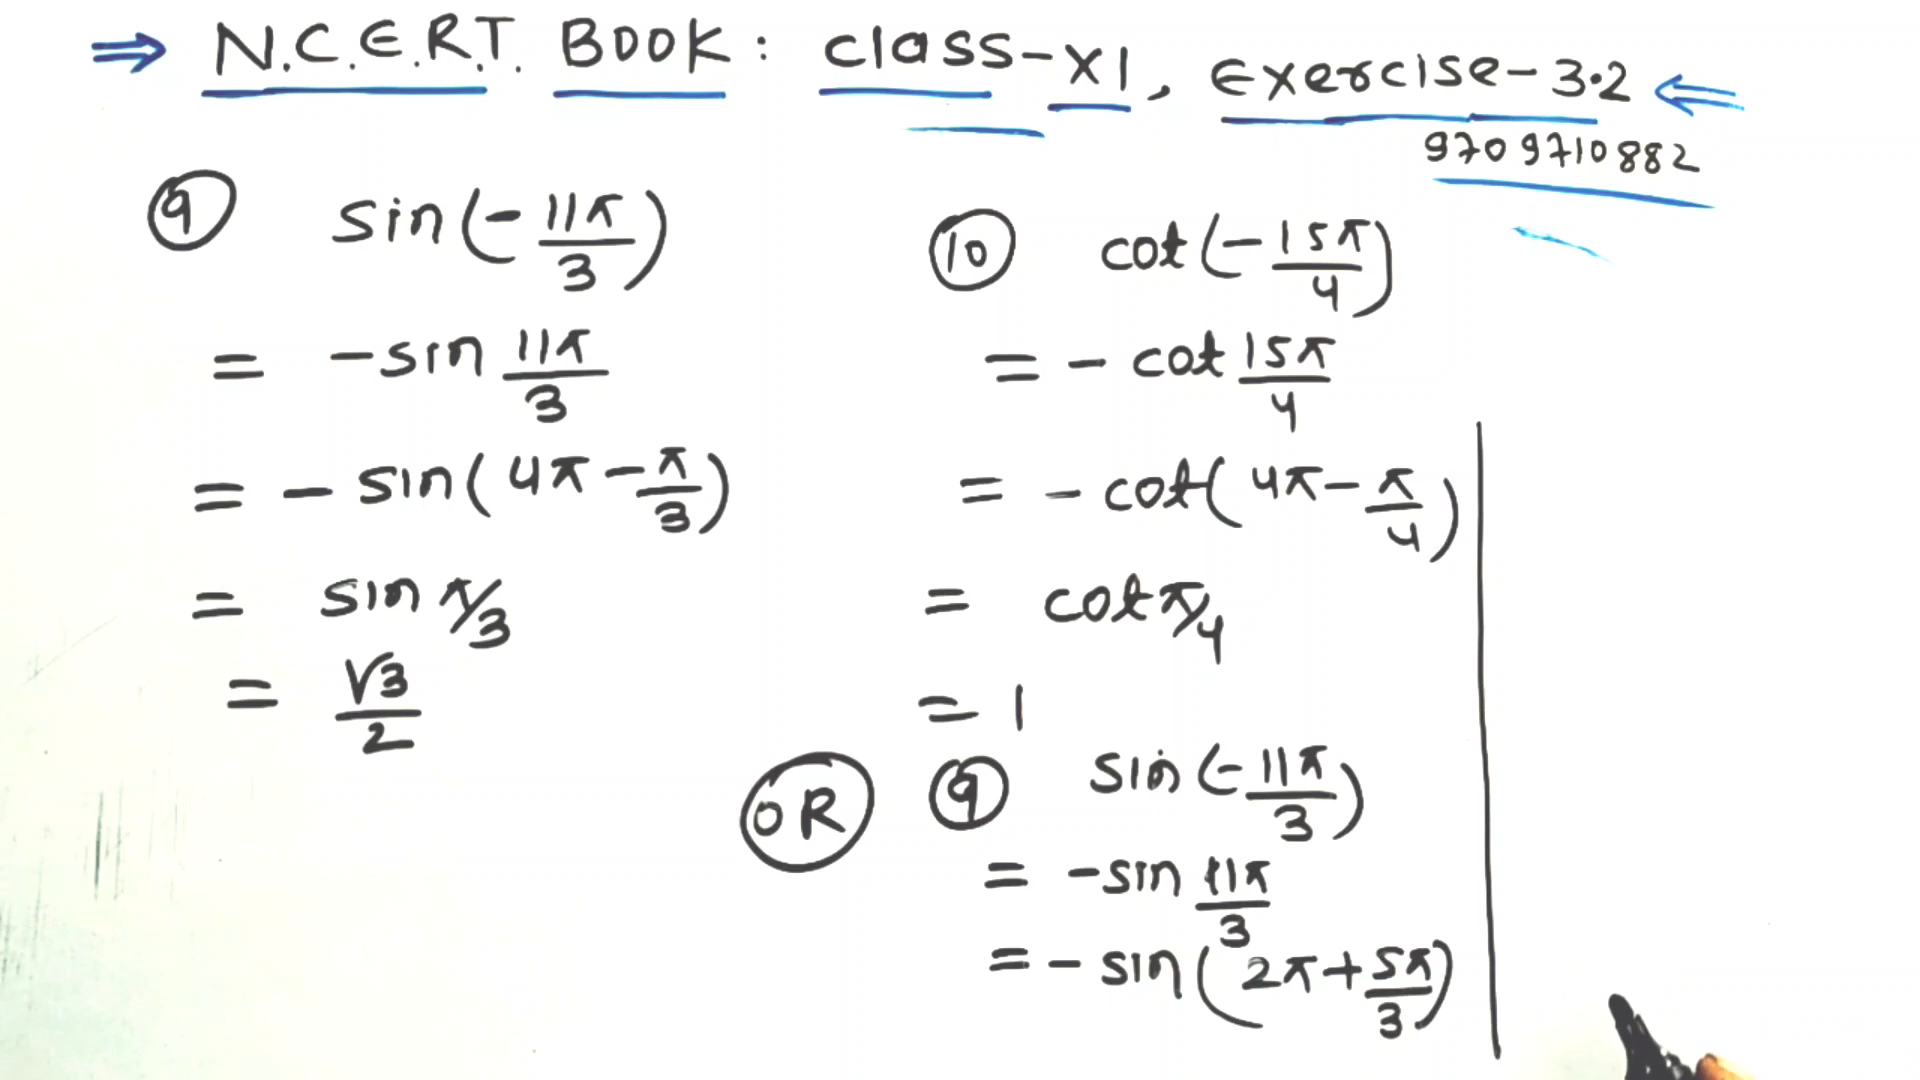 ⇒ N.C.E.R.T. BOOK: class-XI, Exercise-3.2 ⇐
9709710882
9 sin(-11π/3)
= -sin 11π/3
= - sin(4π - π/3)
= sin π/3
= √3/2
10 cot(-15π/4)
= - cot 15π/4
= - cot(4π - π/4)
= cot π/4
= 1
OR 9 sin(-11π/3)
= -sin 11π/3
= - sin(2π + 5π/3)